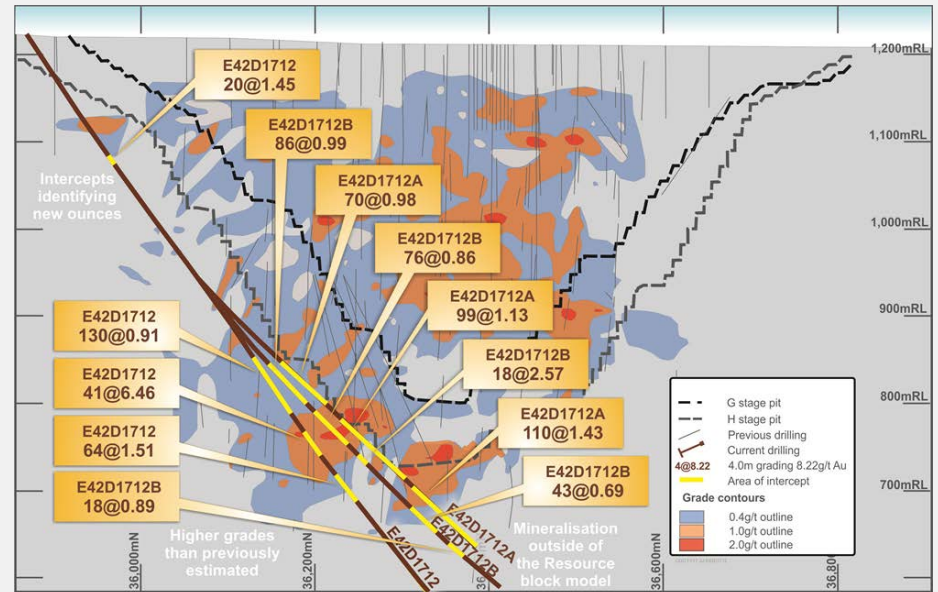 1,200mRL
1,100mRL
1,000mRL
900mRL
800mRL
700mRL
E42D1712
20@1.45
E42D1712B
86@0.99
E42D1712A
70@0.98
E42D1712B
76@0.86
E42D1712A
99@1.13
E42D1712B
18@2.57
E42D1712A
110@1.43
E42D1712B
43@0.69
Intercepts
identifying
new ounces
E42D1712
130@0.91
E42D1712
41@6.46
E42D1712
64@1.51
E42D1712B
18@0.89
Higher grades
than previously
estimated
Mineralisation
outside of
the Resource
block model
E42D1712
E42D1712B
E42D1712A
36,000mN
36,200mN
36,600mN
36,800
G stage pit
H stage pit
Previous drilling
Current drilling
4@8.22 4.0m grading 8.22g/t Au
Area of intercept
Grade contours
0.4g/t outline
1.0g/t outline
2.0g/t outline